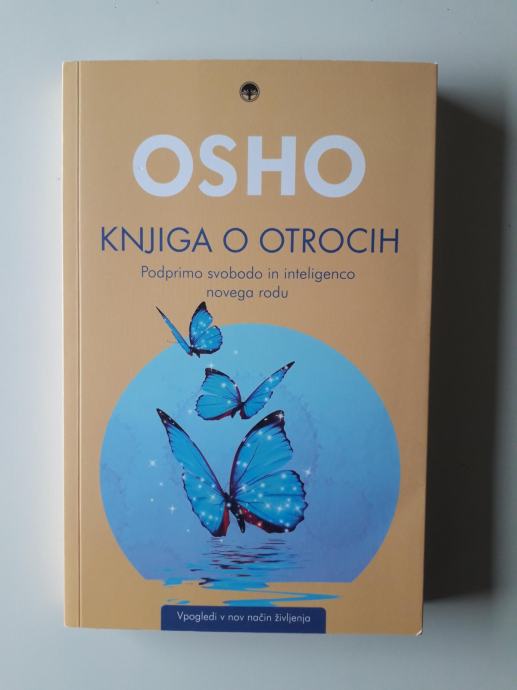 OSHO
KNJIGA O OTROCIH
Podprimo svobodo in inteligenco
novega rodu
Vpogledi v nov način življenja